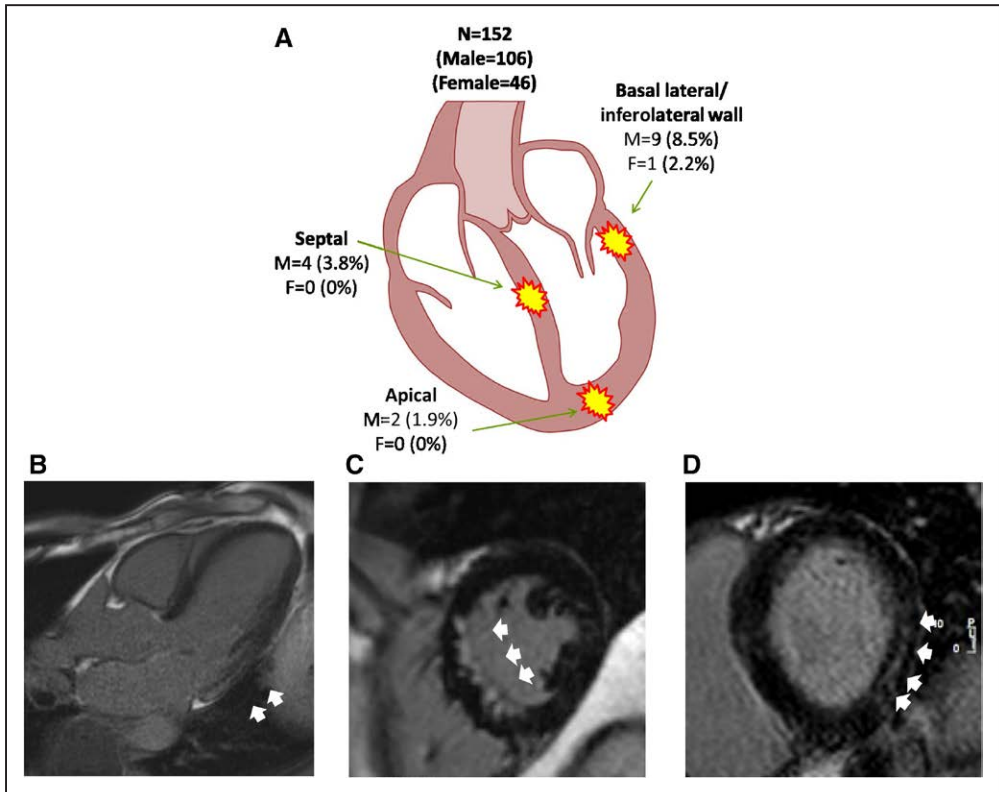 A
N=152
(Male=106)
(Female=46)
Basal lateral/
inferolateral wall
M=9 (8.5%)
F=1 (2.2%)
Septal
M=4 (3.8%)
F=0 (0%)
Apical
M=2 (1.9%)
F=0 (0%)
B
C
D